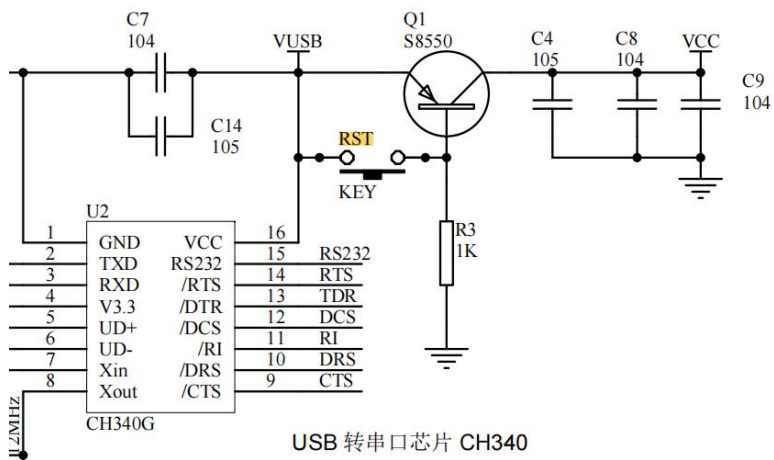 C7
104
VUSB
Q1
S8550
C4
105
C8
104
VCC
C9
104
C14
105
RST
KEY
R3
1K
U2
1 GND VCC 16
2 TXD RS232 15 RS232
3 RXD /RTS 14 RTS
4 V3.3 /DTR 13 TDR
5 UD+ /DCS 12 DCS
6 UD- /RI 11 RI
7 Xin /DRS 10 DRS
8 Xout /CTS 9 CTS
CH340G
12MHz
USB 转串口芯片 CH340